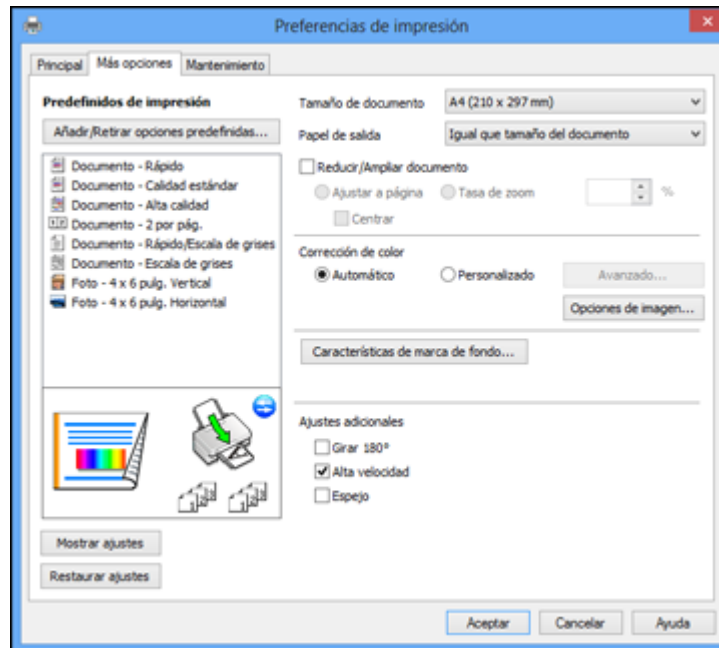 Preferencias de impresión
Principal Más opciones Mantenimiento
Predefinidos de impresión
Añadir/Retirar opciones predefinidas...
Documento - Rápido
Documento - Calidad estándar
Documento - Alta calidad
Documento - 2 por pág.
Documento - Rápido/Escala de grises
Documento - Escala de grises
Foto - 4 x 6 pulg. Vertical
Foto - 4 x 6 pulg. Horizontal
Mostrar ajustes
Restaurar ajustes
Tamaño de documento A4 (210 x 297 mm)
Papel de salida Igual que tamaño del documento
Reducir/Ampliar documento
Ajustar a página Tasa de zoom %
Centrar
Corrección de color
Automático Personalizado Avanzado...
Opciones de imagen...
Características de marca de fondo...
Ajustes adicionales
Girar 180°
Alta velocidad
Espejo
Aceptar Cancelar Ayuda